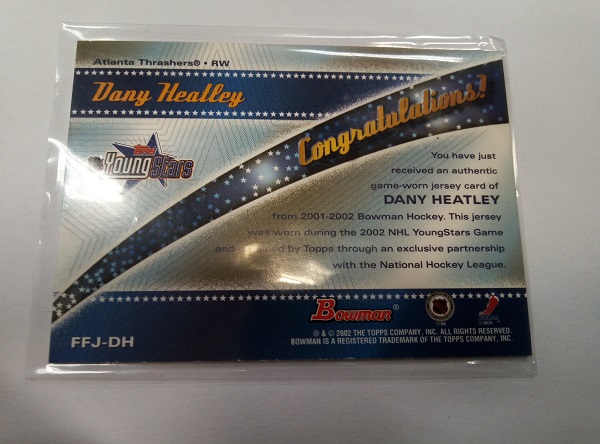 Atlanta Thrashers® • RW
Dany Heatley
Congratulations!
TOPPS
YoungStars
You have just
received an authentic
game-worn jersey card of
DANY HEATLEY
from 2001-2002 Bowman Hockey. This jersey
was worn during the 2002 NHL YoungStars Game
and by Topps through an exclusive partnership
with the National Hockey League.
Bowman
® & © 2002 THE TOPPS COMPANY, INC. ALL RIGHTS RESERVED.
BOWMAN IS A REGISTERED TRADEMARK OF THE TOPPS COMPANY, INC.
FFJ-DH